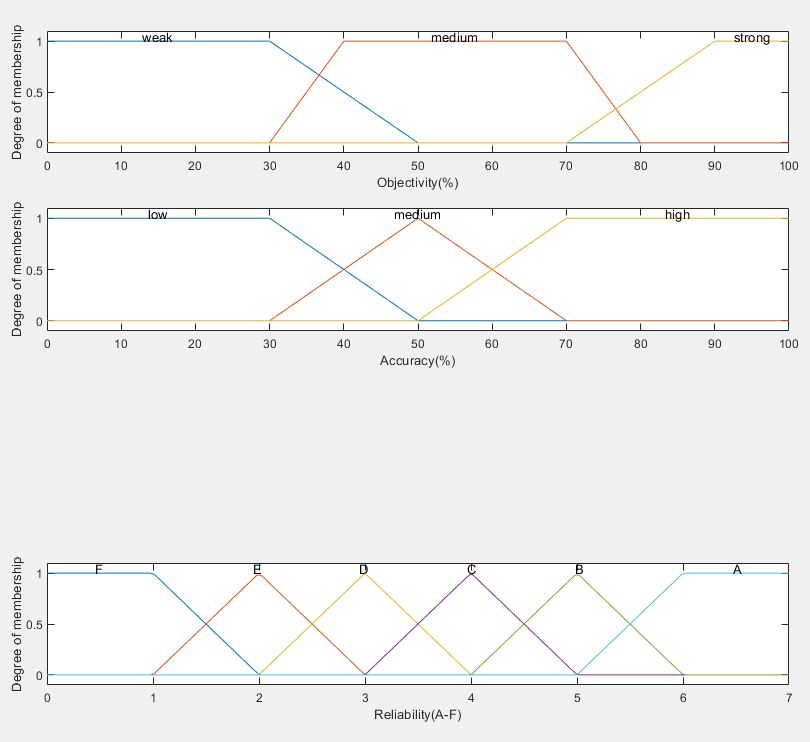 weak medium strong
1
0.5
0
Degree of membership
0 10 20 30 40 50 60 70 80 90 100
Objectivity(%)
low medium high
1
0.5
0
Degree of membership
0 10 20 30 40 50 60 70 80 90 100
Accuracy(%)
F E D C B A
1
0.5
0
Degree of membership
0 1 2 3 4 5 6 7
Reliability(A-F)